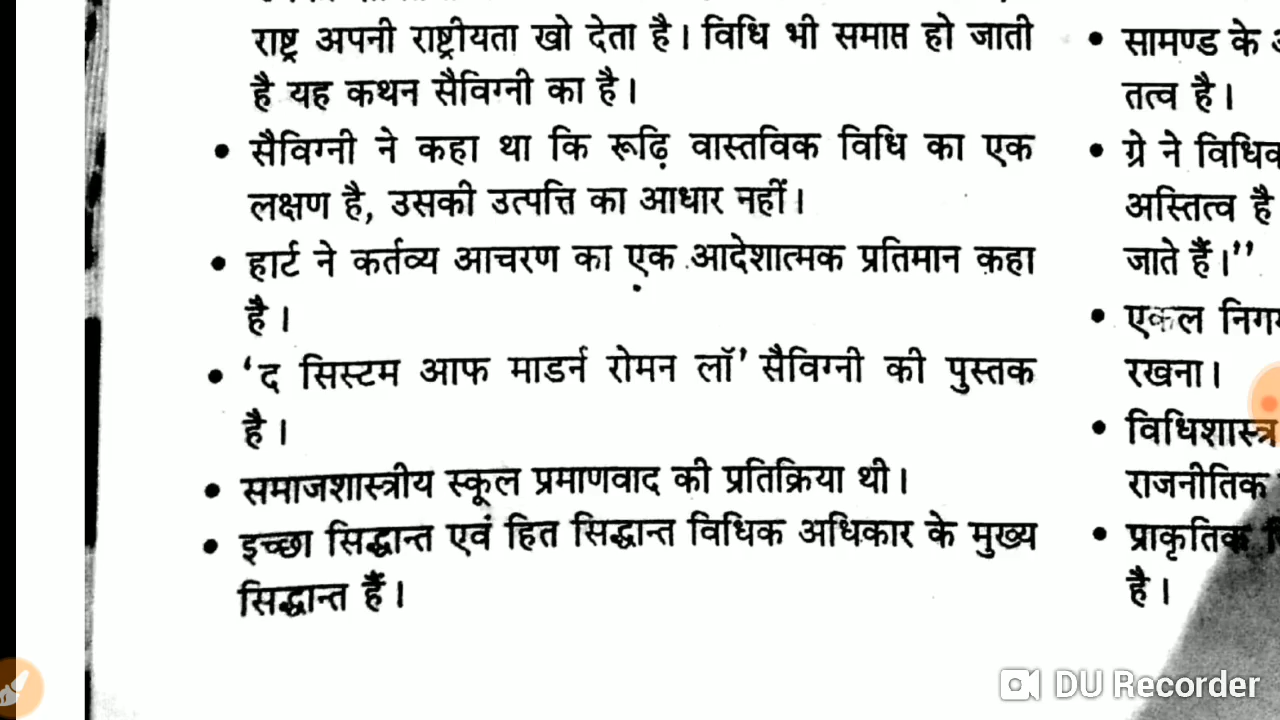 राष्ट्र अपनी राष्ट्रीयता खो देता है। विधि भी समाप्त हो जाती
है यह कथन सैविग्नी का है।
• सैविग्नी ने कहा था कि रूढ़ि वास्तविक विधि का एक
लक्षण है, उसकी उत्पत्ति का आधार नहीं।
• हार्ट ने कर्तव्य आचरण का एक आदेशात्मक प्रतिमान कहा
है।
• 'द सिस्टम आफ माडर्न रोमन लॉ' सैविग्नी की पुस्तक
है।
• समाजशास्त्रीय स्कूल प्रमाणवाद की प्रतिक्रिया थी।
• इच्छा सिद्धान्त एवं हित सिद्धान्त विधिक अधिकार के मुख्य
सिद्धान्त हैं।
• सामण्ड के
तत्व है।
• ग्रे ने
अस्तित्व है
जाते हैं।"
• एकल
रखना।
• विधिशास्त्र
राजनीतिक
• प्राकृतिक
है।
DU Recorder